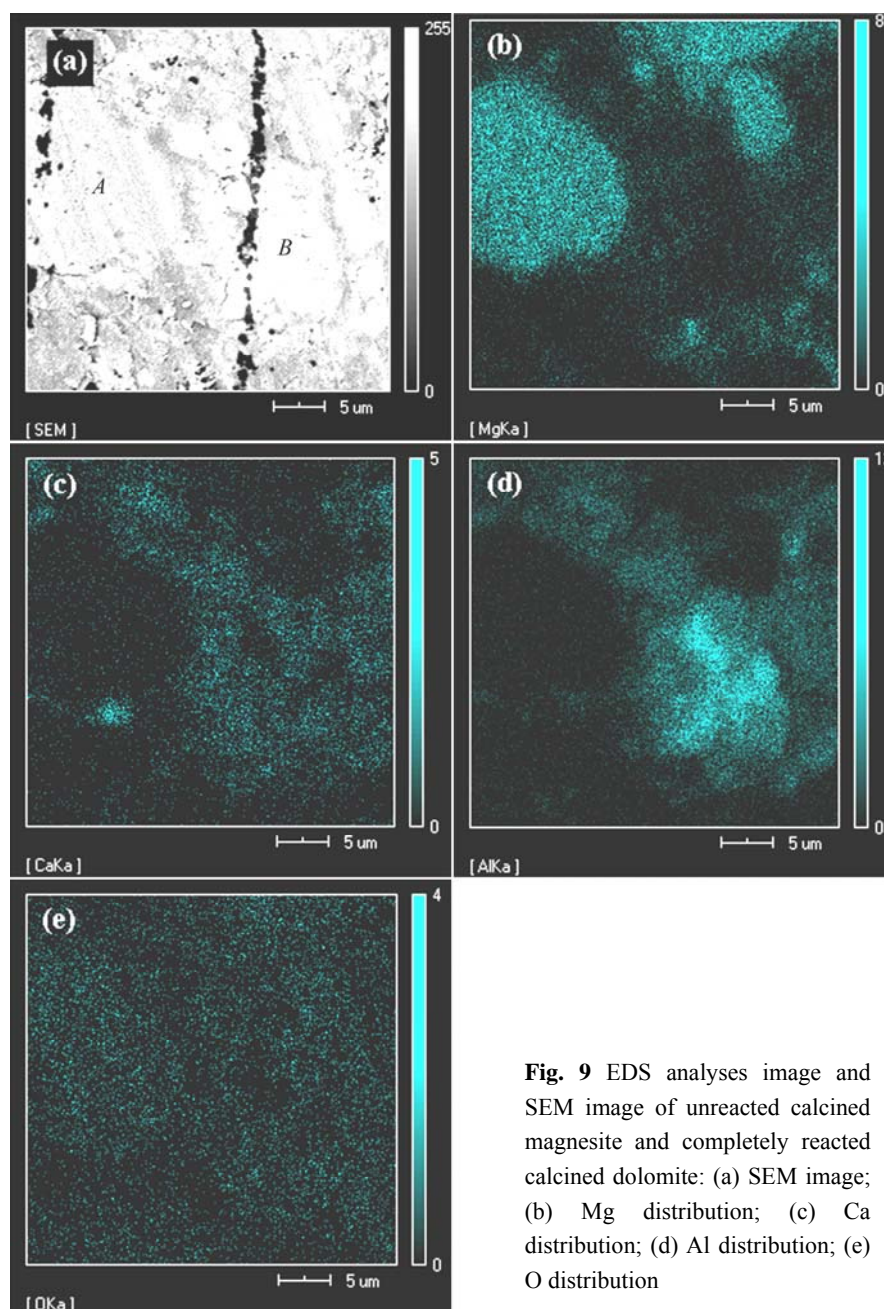 (a)
A
B
255
0
5 um
[ SEM ]
(b)
8
0
5 um
[ MgKa ]
(c)
5
0
5 um
[ CaKa ]
(d)
0
5 um
[ AlKa ]
(e)
4
0
5 um
[ OKa ]
Fig. 9 EDS analyses image and
SEM image of unreacted calcined
magnesite and completely reacted
calcined dolomite: (a) SEM image;
(b) Mg distribution; (c) Ca
distribution; (d) Al distribution; (e)
O distribution